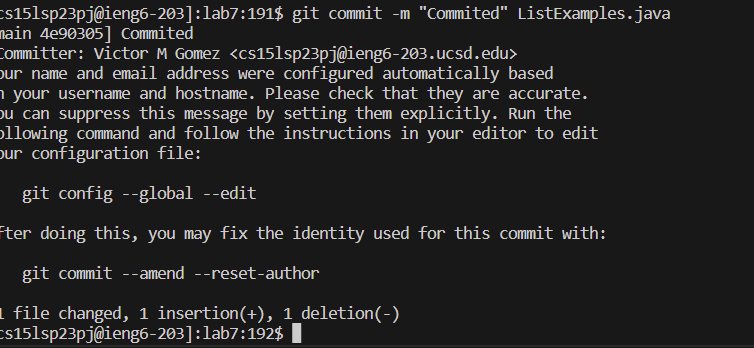 cs15lsp23pj@ieng6-203]:lab7:191$ git commit -m "Commited" ListExamples.java
main 4e90305] Commited
Committer: Victor M Gomez <cs15lsp23pj@ieng6-203.ucsd.edu>
our name and email address were configured automatically based
n your username and hostname. Please check that they are accurate.
ou can suppress this message by setting them explicitly. Run the
ollowing command and follow the instructions in your editor to edit
our configuration file:
git config --global --edit
fter doing this, you may fix the identity used for this commit with:
git commit --amend --reset-author
1 file changed, 1 insertion(+), 1 deletion(-)
cs15lsp23pj@ieng6-203]:lab7:192$